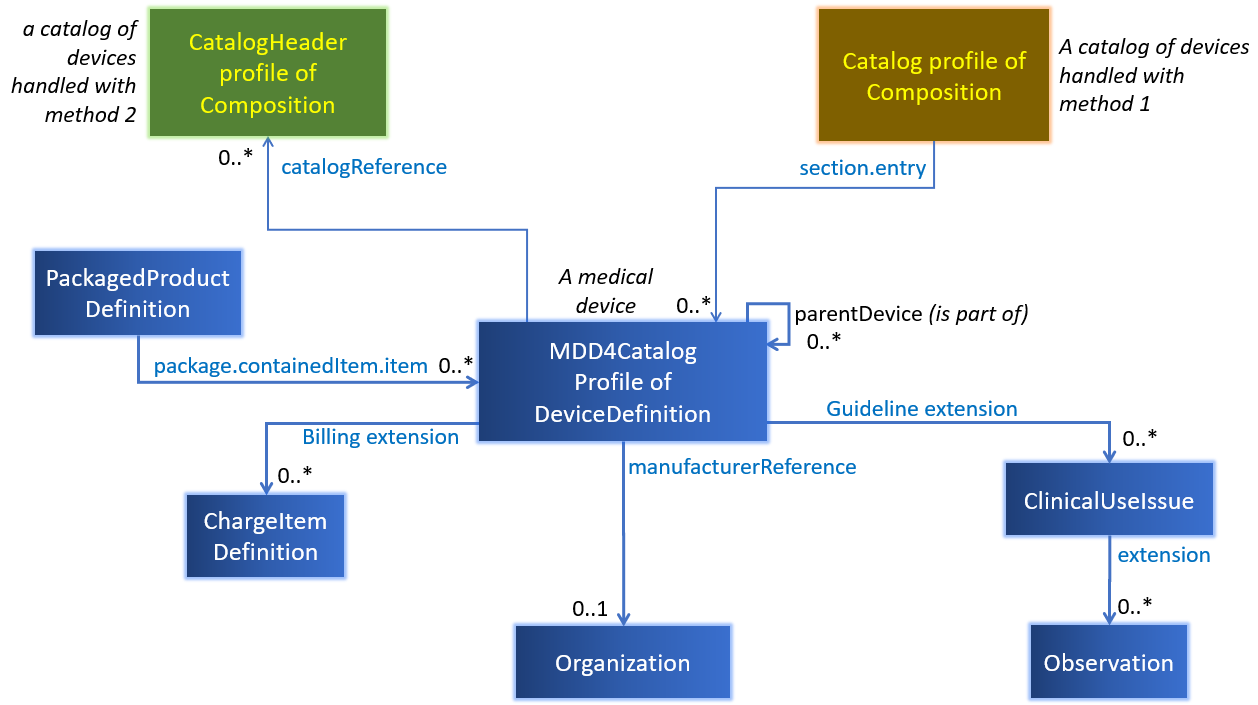 a catalog of
devices
handled with
method 2
CatalogHeader
profile of
Composition
Catalog profile of
Composition
A catalog of devices
handled with
method 1
0..*
catalogReference
section.entry
PackagedProduct
Definition
A medical
device
0..*
parentDevice (is part of)
0..*
package.containedItem.item
0..*
MDD4Catalog
Profile of
DeviceDefinition
Billing extension
0..*
Guideline extension
0..*
manufacturerReference
ChargeItem
Definition
ClinicalUseIssue
extension
0..1
0..*
Organization
Observation